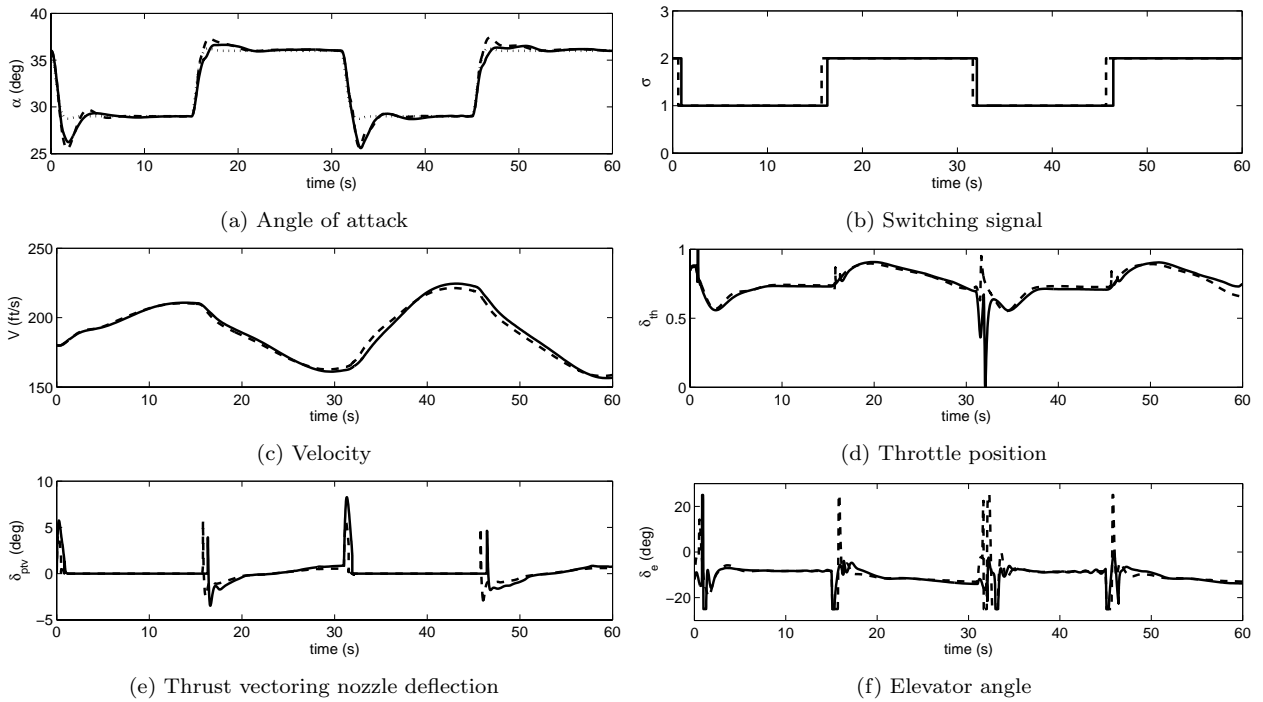 40
35
30
25
α (deg)
0 10 20 30 40 50 60
time (s)
(a) Angle of attack
3
2
1
0
σ
0 10 20 30 40 50 60
time (s)
(b) Switching signal
250
200
150
V (ft/s)
0 10 20 30 40 50 60
time (s)
(c) Velocity
1
0.5
0
δth
0 10 20 30 40 50 60
time (s)
(d) Throttle position
10
5
0
−5
δptv (deg)
0 10 20 30 40 50 60
time (s)
(e) Thrust vectoring nozzle deflection
20
0
−20
δe (deg)
0 10 20 30 40 50 60
time (s)
(f) Elevator angle